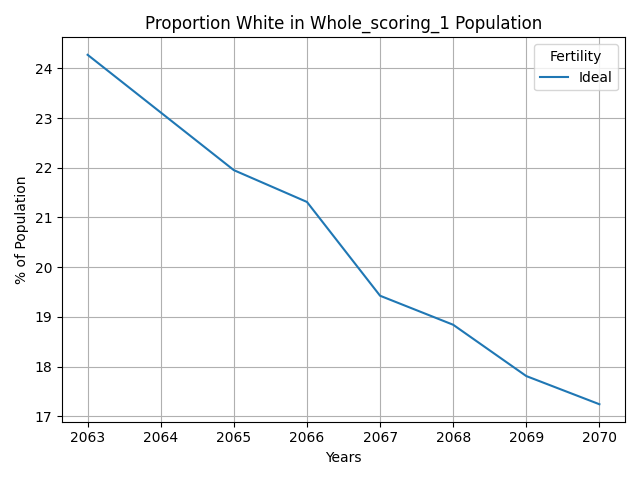 Proportion White in Whole_scoring_1 Population
Fertility
Ideal
% of Population
24
23
22
21
20
19
18
17
2063 2064 2065 2066 2067 2068 2069 2070
Years